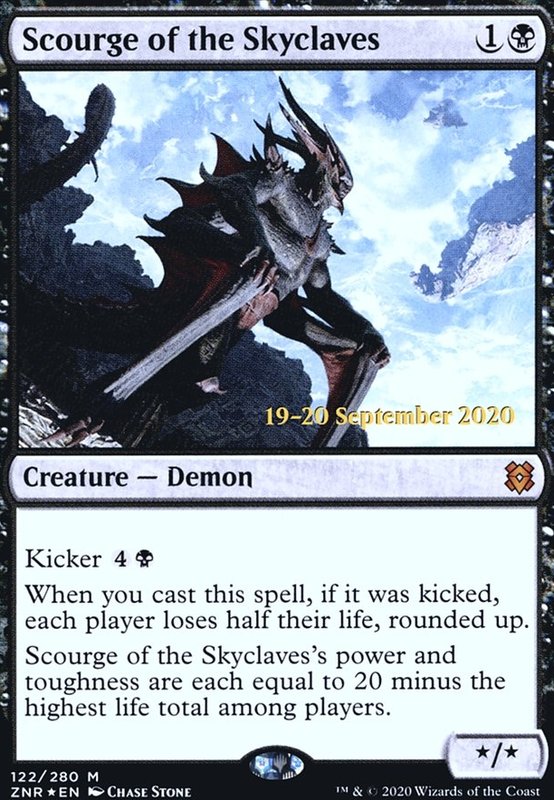 Scourge of the Skyclaves 1
19–20 September 2020
Creature — Demon
Kicker 4
When you cast this spell, if it was kicked,
each player loses half their life, rounded up.
Scourge of the Skyclaves's power and
toughness are each equal to 20 minus the
highest life total among players.
*/*
122/280 M
ZNR★EN Chase Stone
™ & © 2020 Wizards of the Coast